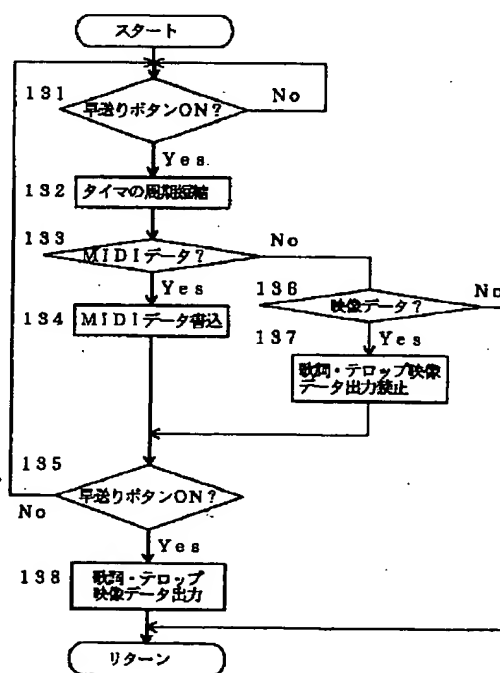 スタート
131
早送りボタンON?
No
Yes
132
タイマの周期短縮
133
MIDIデータ?
No
Yes
134
MIDIデータ書込
136
映像データ?
No
137
Yes
歌詞・テロップ映像
データ出力禁止
135
早送りボタンON?
No
Yes
138
歌詞・テロップ
映像データ出力
リターン